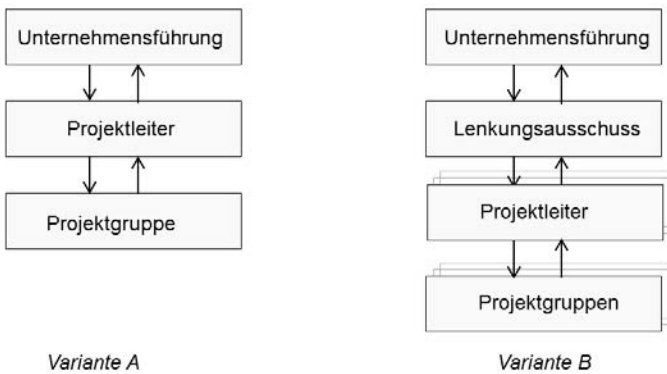 Unternehmensführung
Projektleiter
Projektgruppe
Variante A
Unternehmensführung
Lenkungsausschuss
Projektleiter
Projektgruppen
Variante B